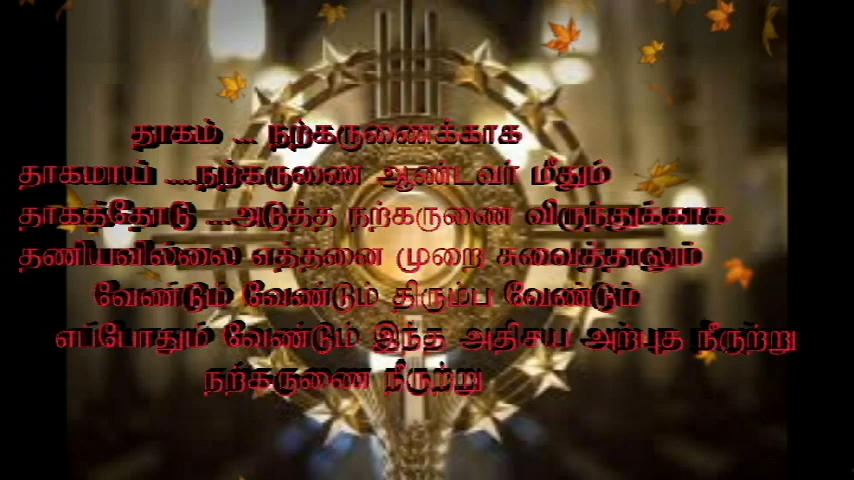 தாகம் ... நற்கருணைக்காக
தாகமாய் ....நற்கருணை ஆண்டவர் மீதும்
தாகத்தோடு ....அடுத்த நற்கருணை விருந்துக்காக
தணியவில்லை எத்தனை முறை சுவைத்தாலும்
வேண்டும் வேண்டும் திரும்ப வேண்டும்
எப்போதும் வேண்டும் இந்த அதிசய அற்புத நீருற்று
நற்கருணை நீருற்று